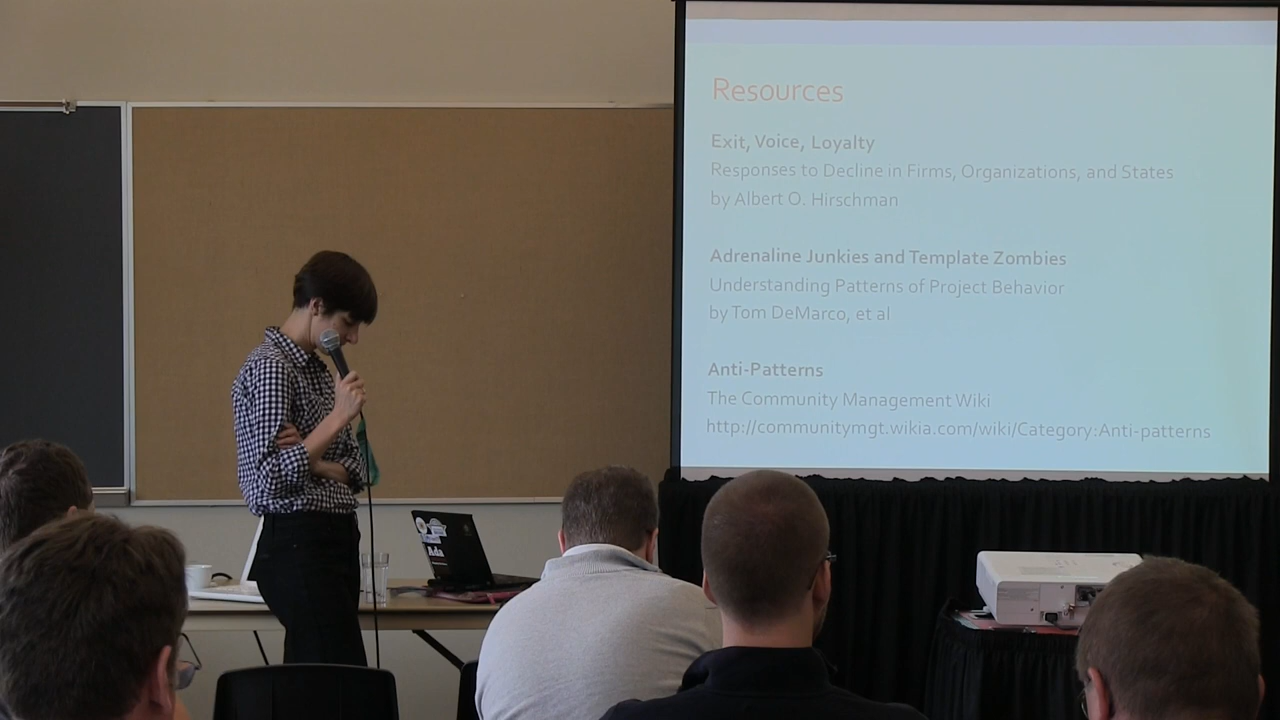 Resources
Exit, Voice, Loyalty
Responses to Decline in Firms, Organizations, and States
by Albert O. Hirschman
Adrenaline Junkies and Template Zombies
Understanding Patterns of Project Behavior
by Tom DeMarco, et al
Anti-Patterns
The Community Management Wiki
http://communitymgt.wikia.com/wiki/Category:Anti-patterns
Ada